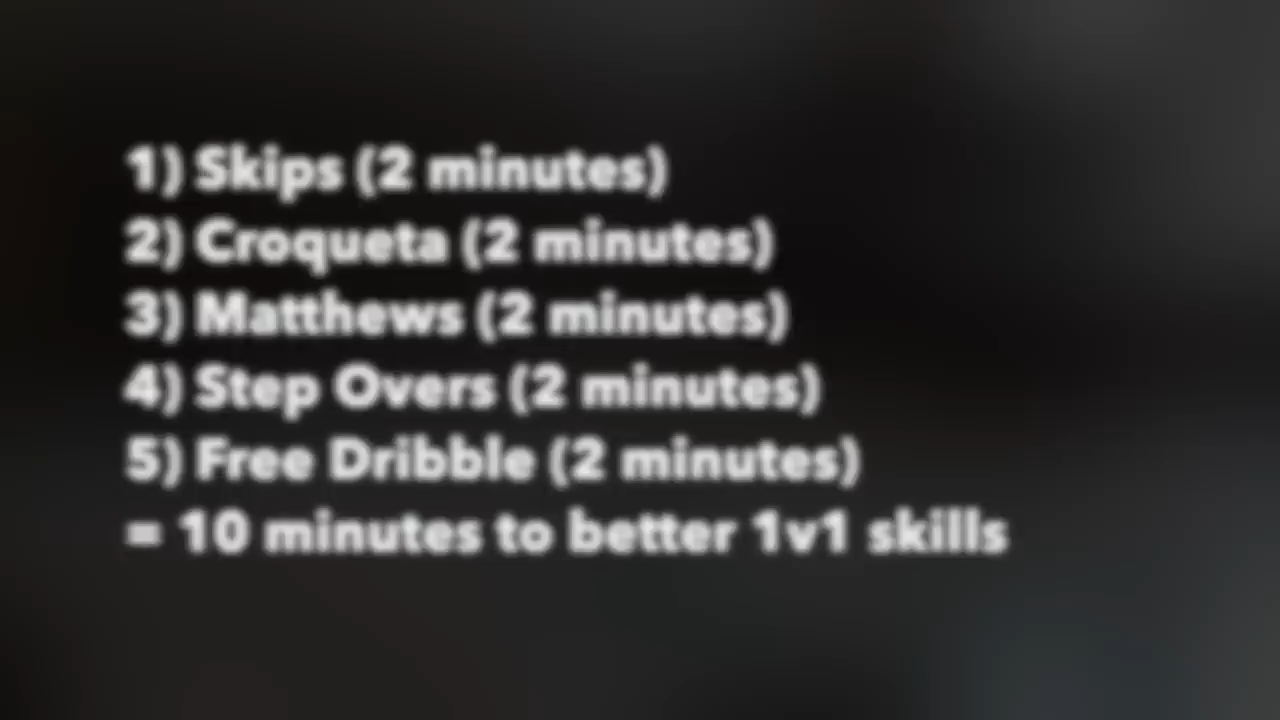 1) Skips (2 minutes)
2) Croqueta (2 minutes)
3) Matthews (2 minutes)
4) Step Overs (2 minutes)
5) Free Dribble (2 minutes)
= 10 minutes to better 1v1 skills